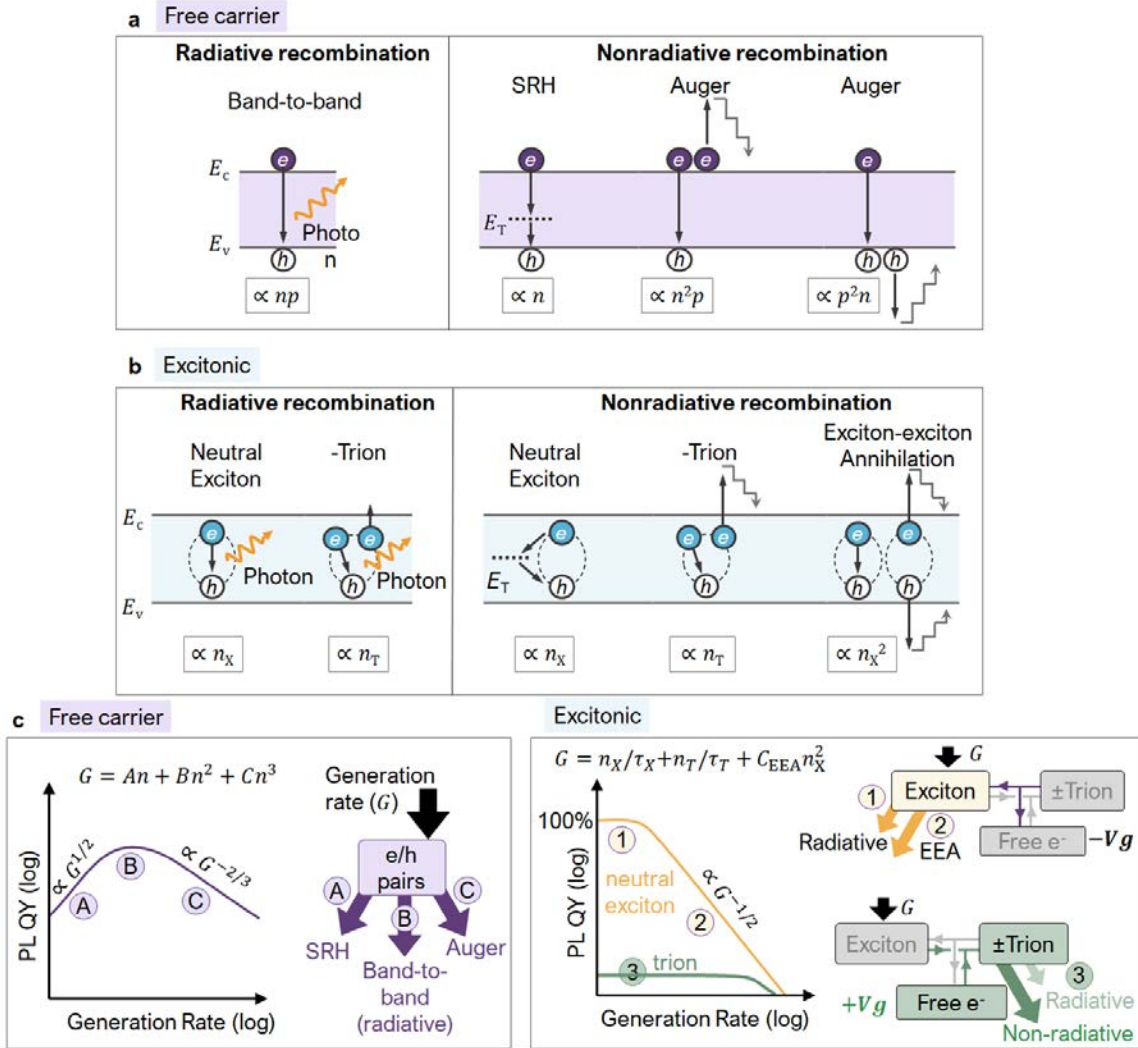 a Free carrier
Radiative recombination
Band-to-band
E_c
e
E_v
Photo
n
h
∝ np
Nonradiative recombination
SRH
Auger
Auger
e
e e
e
E_T
h
h
h h
∝ n
∝ n²p
∝ p²n
b Excitonic
Radiative recombination
Neutral
Exciton
-Trion
E_c
e
e e
Photon
Photon
h
h
E_v
∝ n_X
∝ n_T
Nonradiative recombination
Neutral
Exciton
-Trion
Exciton-exciton
Annihilation
e
e e
e e
E_T
h
h
h h
∝ n_X
∝ n_T
∝ n_X²
c Free carrier
G = An + Bn² + Cn³
PL QY (log)
∝ G^{1/2}
∝ G^{-2/3}
A
B
C
Generation Rate (log)
Generation
rate (G)
e/h
pairs
A
B
C
SRH
Auger
Band-to-
band
(radiative)
Excitonic
G = n_X/τ_X+n_T/τ_T + C_EEA n_X²
PL QY (log)
100%
1
neutral
exciton
2
∝ G^{-1/2}
3 trion
Generation Rate (log)
G
Exciton
±Trion
1
2
Radiative
EEA
Free e⁻
−Vg
G
Exciton
±Trion
3
+Vg
Free e⁻
Radiative
Non-radiative